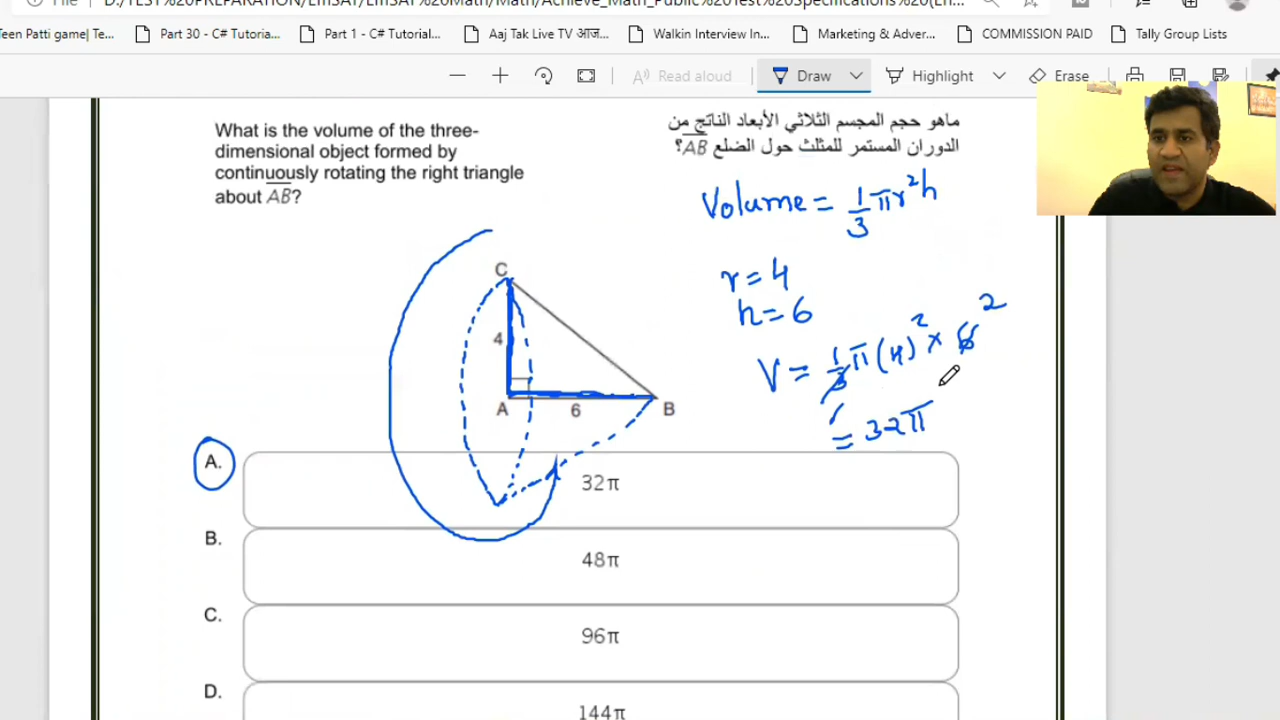 Teen Patti game| Te...
Part 30 - C# Tutoria...
Part 1 - C# Tutorial...
Aaj Tak Live TV आज...
Walkin Interview In...
Marketing & Adver...
COMMISSION PAID
Tally Group Lists
Read aloud
Draw
Highlight
Erase
What is the volume of the three-
dimensional object formed by
continuously rotating the right triangle
about AB?
ماهو حجم المجسم الثلاثي الأبعاد الناتج من
الدوران المستمر للمثلث حول الضلع AB؟
Volume = 1/3 πr²h
r = 4
h = 6
V = 1/3 π(4)² × 6 2
= 32π
C
4
A
6
B
A.
32π
B.
48π
C.
96π
D.
144π